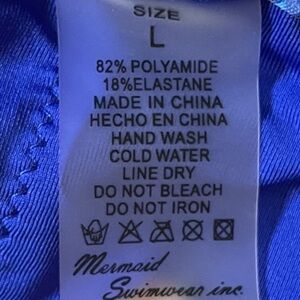 SIZE
L
82% POLYAMIDE
18%ELASTANE
MADE IN CHINA
HECHO EN CHINA
HAND WASH
COLD WATER
LINE DRY
DO NOT BLEACH
DO NOT IRON
Mermaid
Swimwear inc.